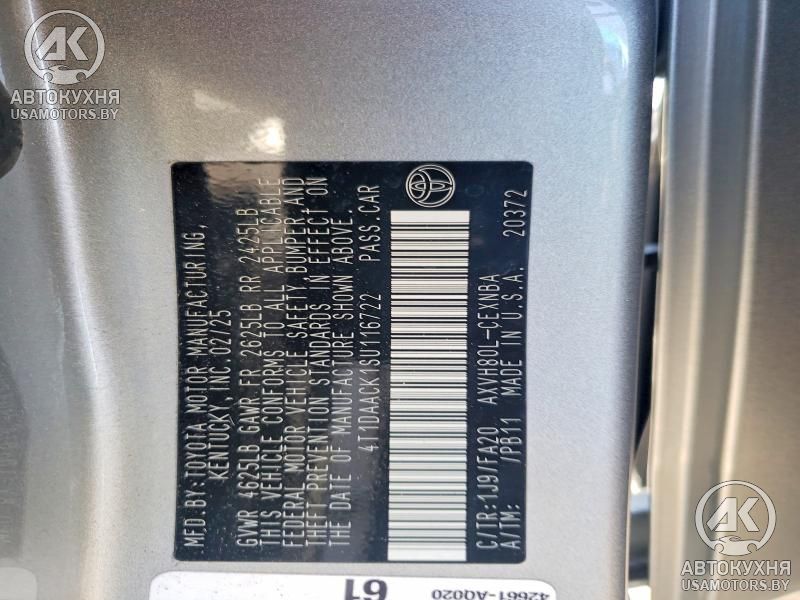 АК
АВТОКУХНЯ
USAMOTORS.BY
MFD BY:TOYOTA MOTOR MANUFACTURING,
KENTUCKY, INC. 02/25
GVWR 4625LB GAWR FR 2625LB RR 2425LB
THIS VEHICLE CONFORMS TO ALL APPLICABLE
FEDERAL MOTOR VEHICLE SAFETY, BUMPER, AND
THEFT PREVENTION STANDARDS IN EFFECT ON
THE DATE OF MANUFACTURE SHOWN ABOVE.
4T1DAACK1SU116722 PASS.CAR
C/TR:1J9/FA20 AXVH80L-CEXNBA
A/TM: /PB11 MADE IN U.S.A. 20372
61
42661-AQ020
АК
АВТОКУХНЯ
USAMOTORS.BY